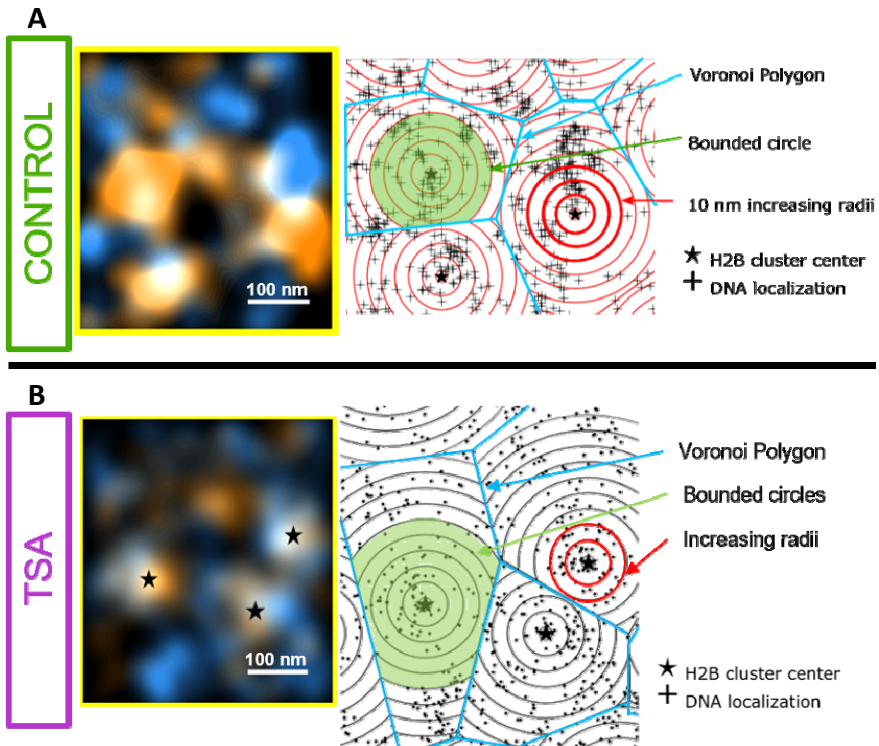 A
CONTROL
100 nm
Voronoi Polygon
Bounded circle
10 nm increasing radii
H2B cluster center
DNA localization
B
TSA
100 nm
Voronoi Polygon
Bounded circles
Increasing radii
H2B cluster center
DNA localization